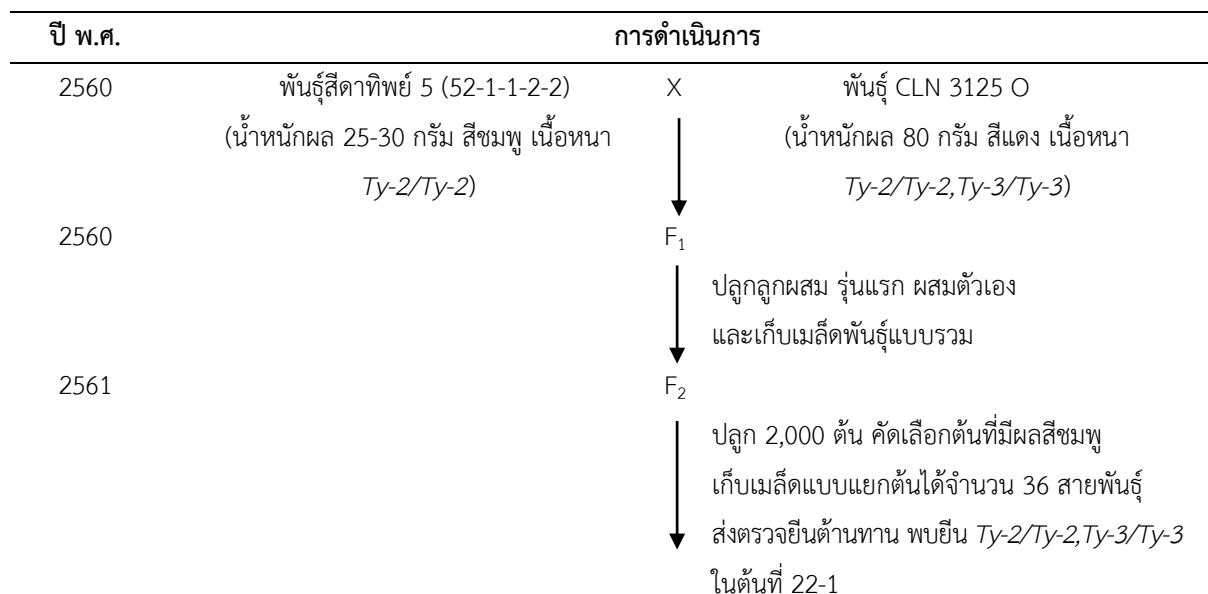 ปี พ.ศ. การดำเนินการ
2560 พันธุ์สีดาทิพย์ 5 (52-1-1-2-2) X พันธุ์ CLN 3125 O
(น้ำหนักผล 25-30 กรัม สีชมพู เนื้อหนา (น้ำหนักผล 80 กรัม สีแดง เนื้อหนา
Ty-2/Ty-2) Ty-2/Ty-2,Ty-3/Ty-3)
2560 F1
ปลูกลูกผสม รุ่นแรก ผสมตัวเอง
และเก็บเมล็ดพันธุ์แบบรวม
2561 F2
ปลูก 2,000 ต้น คัดเลือกต้นที่มีผลสีชมพู
เก็บเมล็ดแบบแยกต้นได้จำนวน 36 สายพันธุ์
ส่งตรวจยีนต้านทาน พบยีน Ty-2/Ty-2,Ty-3/Ty-3
ในต้นที่ 22-1